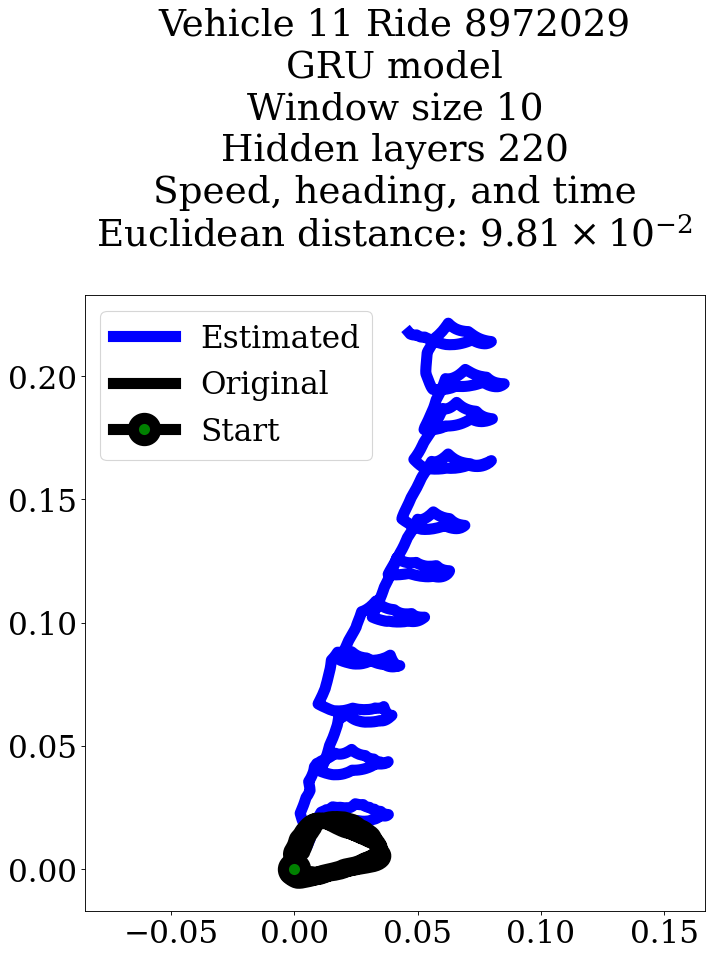 Vehicle 11 Ride 8972029
GRU model
Window size 10
Hidden layers 220
Speed, heading, and time
Euclidean distance: 9.81 × 10⁻²
Estimated
Original
Start
0.20
0.15
0.10
0.05
0.00
−0.05 0.00 0.05 0.10 0.15